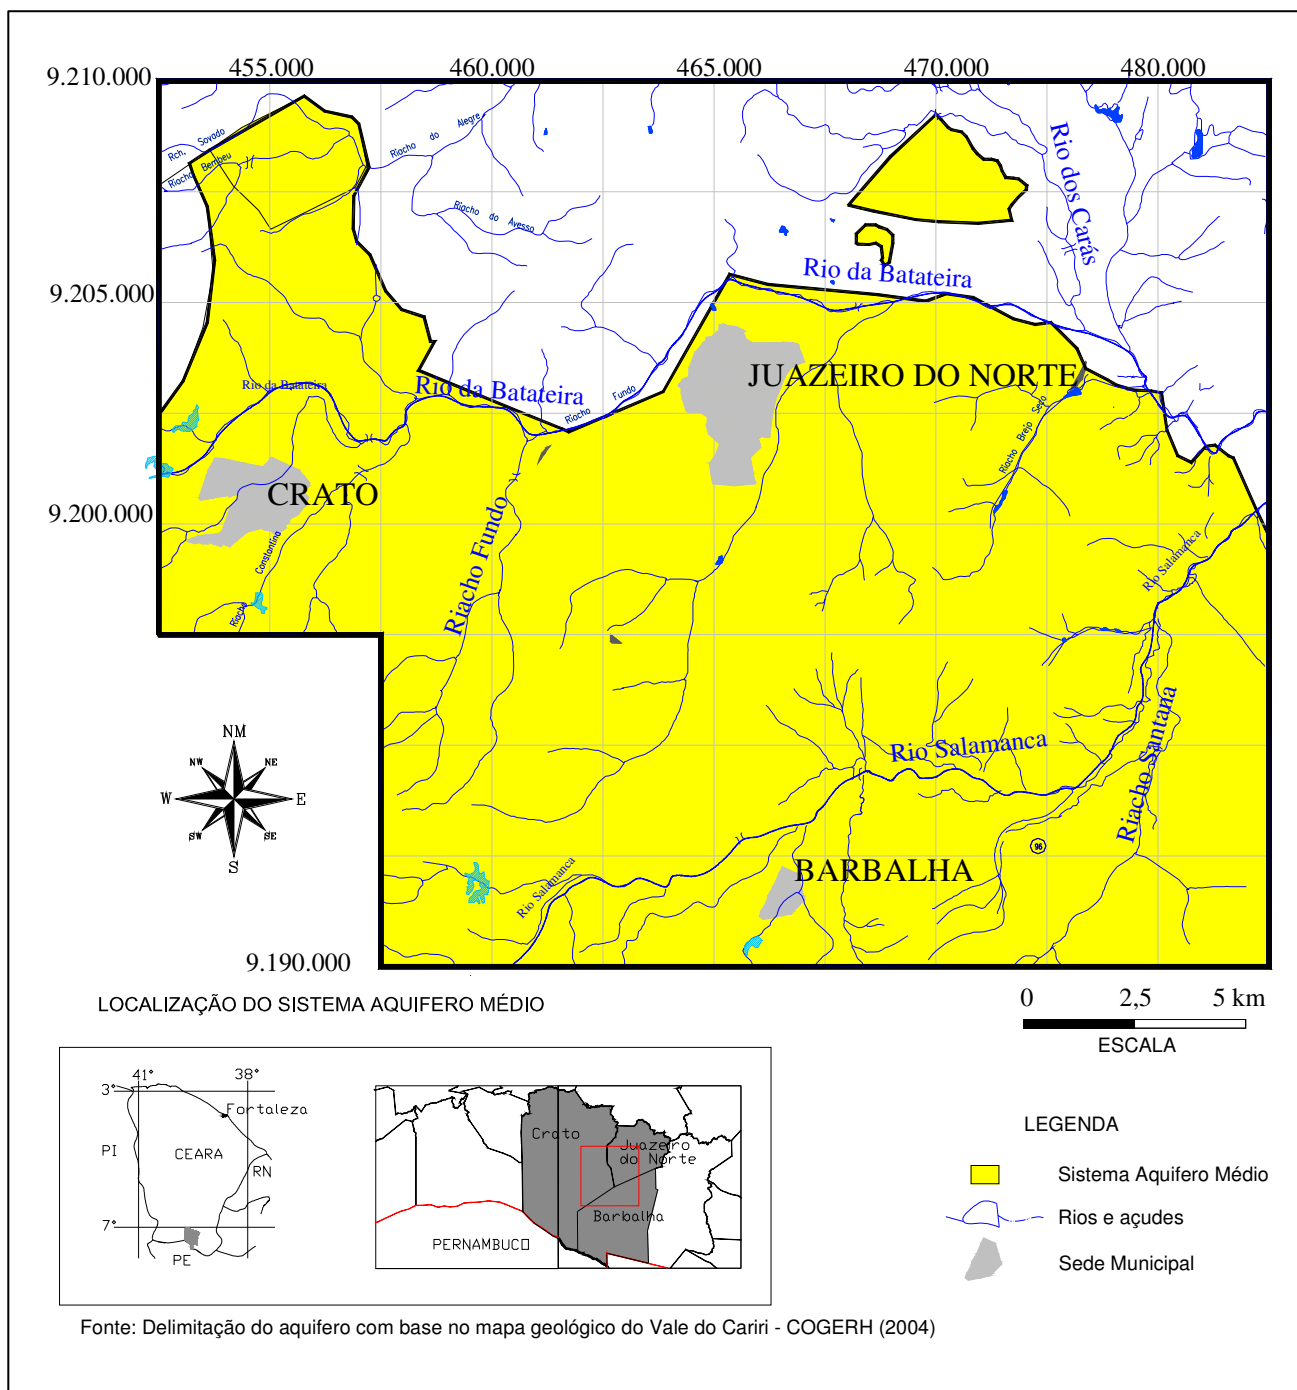 455.000 460.000 465.000 470.000 480.000
9.210.000
Rch. Sovado
Riacho Bembeu
Riacho do Alegre
Riacho do Avesso
Rio dos Carás
Rio da Batateira
9.205.000
JUAZEIRO DO NORTE
Rio da Batateira
Rio da Batateira
Riacho Fundo
Riacho Brejo Seco
CRATO
9.200.000
Riacho Constantino
Riacho Fundo
Rio Salamanca
Riacho Santana
Rio Salamanca
NM
NW NE
W E
SW SE
S
96
BARBALHA
Rio Salamanca
9.190.000
LOCALIZAÇÃO DO SISTEMA AQUIFERO MÉDIO
0 2,5 5 km
ESCALA
41° 38°
3°
Fortaleza
PI CEARA
RN
7°
PE
Crato
Juazeiro
do Norte
Barbalha
PERNAMBUCO
LEGENDA
Sistema Aquifero Médio
Rios e açudes
Sede Municipal
Fonte: Delimitação do aquifero com base no mapa geológico do Vale do Cariri - COGERH (2004)